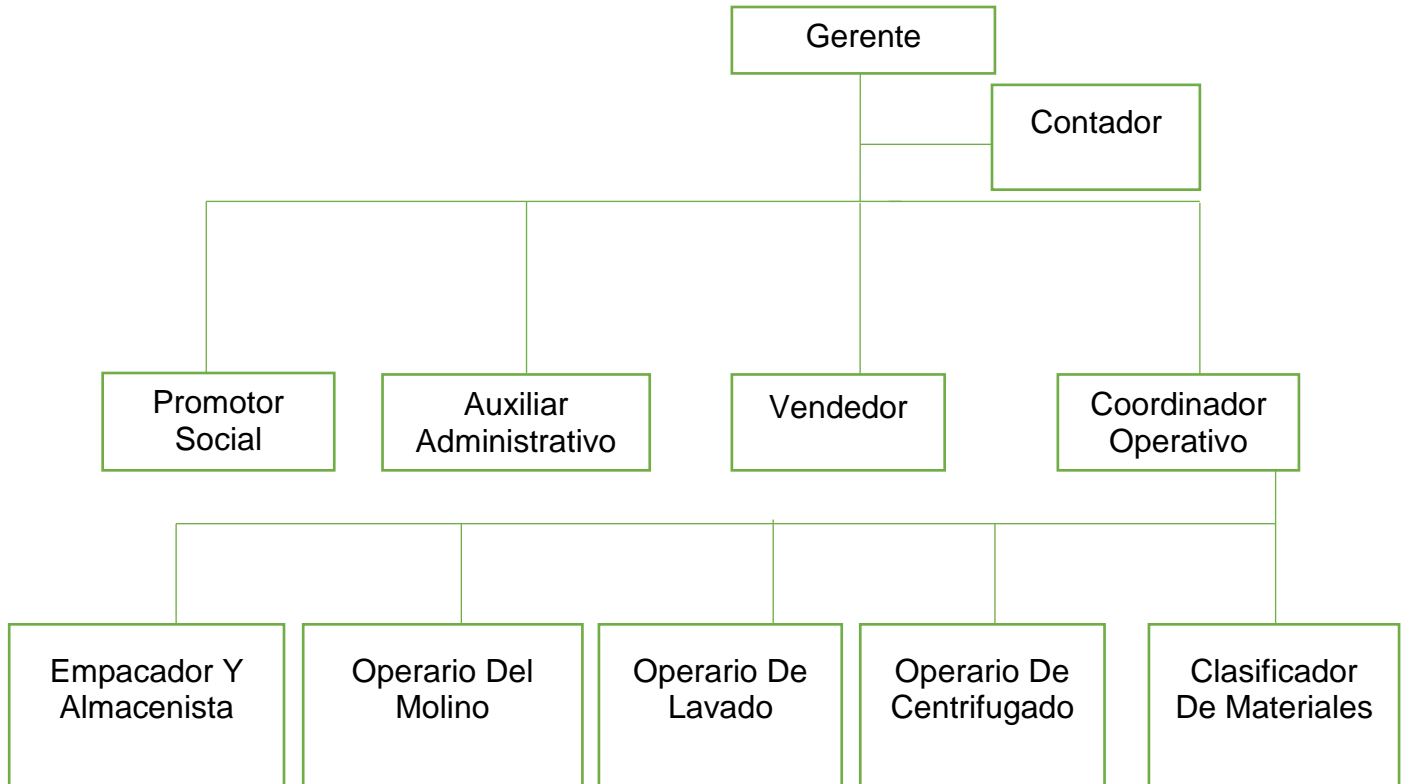 Gerente
Contador
Promotor
Social
Auxiliar
Administrativo
Vendedor
Coordinador
Operativo
Empacador Y
Almacenista
Operario Del
Molino
Operario De
Lavado
Operario De
Centrifugado
Clasificador
De Materiales